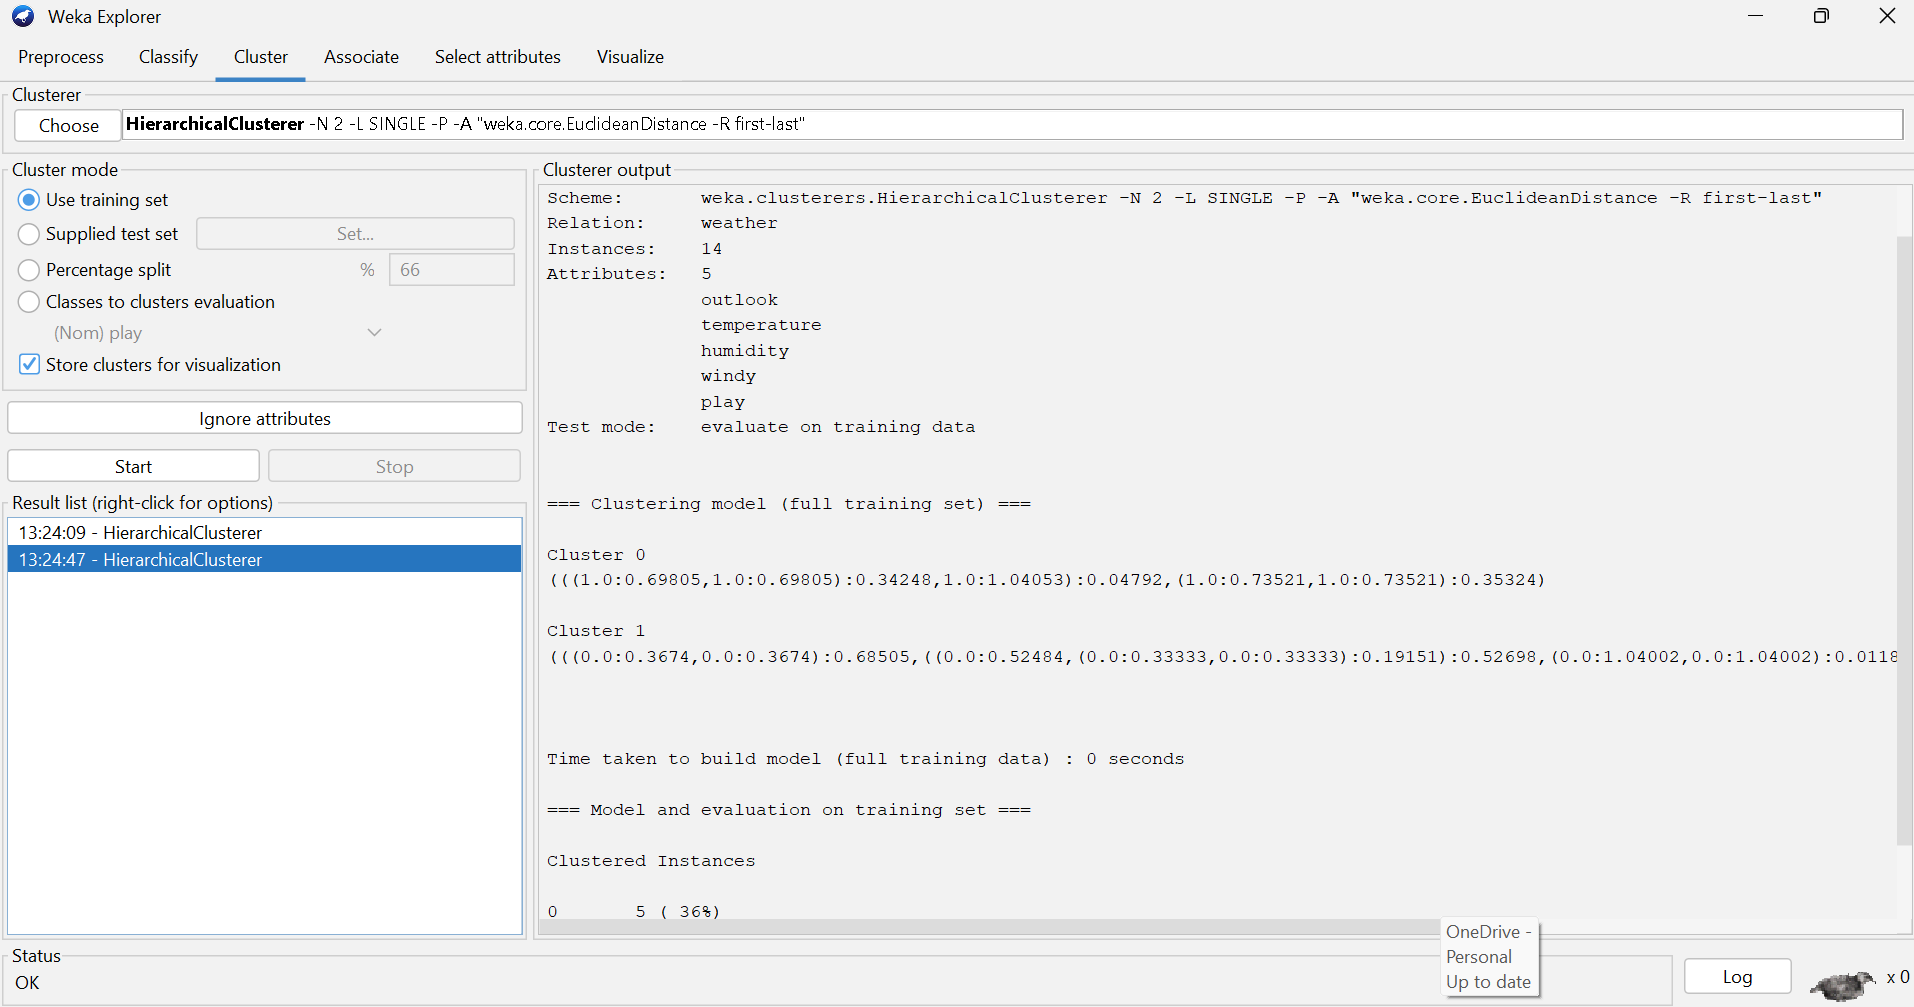 Weka Explorer
Preprocess Classify Cluster Associate Select attributes Visualize
Clusterer
Choose HierarchicalClusterer -N 2 -L SINGLE -P -A "weka.core.EuclideanDistance -R first-last"
Cluster mode
Use training set
Supplied test set Set...
Percentage split % 66
Classes to clusters evaluation
(Nom) play
Store clusters for visualization
Ignore attributes
Start Stop
Result list (right-click for options)
13:24:09 - HierarchicalClusterer
13:24:47 - HierarchicalClusterer
Clusterer output
Scheme: weka.clusterers.HierarchicalClusterer -N 2 -L SINGLE -P -A "weka.core.EuclideanDistance -R first-last"
Relation: weather
Instances: 14
Attributes: 5
outlook
temperature
humidity
windy
play
Test mode: evaluate on training data
=== Clustering model (full training set) ===
Cluster 0
(((1.0:0.69805,1.0:0.69805):0.34248,1.0:1.04053):0.04792,(1.0:0.73521,1.0:0.73521):0.35324)
Cluster 1
(((0.0:0.3674,0.0:0.3674):0.68505,((0.0:0.52484,(0.0:0.33333,0.0:0.33333):0.19151):0.52698,(0.0:1.04002,0.0:1.04002):0.0118
Time taken to build model (full training data) : 0 seconds
=== Model and evaluation on training set ===
Clustered Instances
0 5 ( 36%)
Status
OK
OneDrive -
Personal
Up to date
Log
x 0